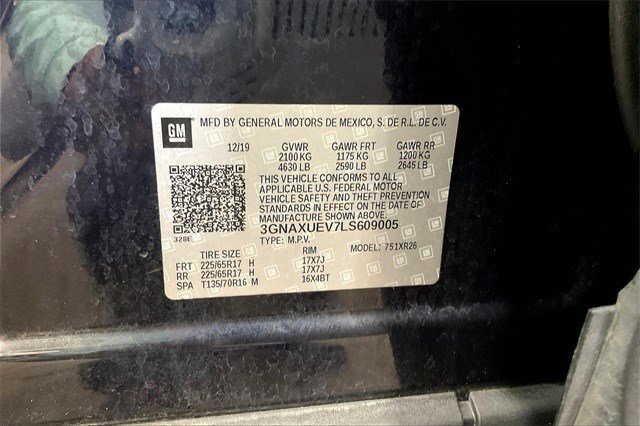 GM
MFD BY GENERAL MOTORS DE MEXICO, S. DE R.L. DE C.V.
12/19 GVWR GAWR FRT GAWR RR
2100 KG 1175 KG 1200 KG
4630 LB 2590 LB 2645 LB
THIS VEHICLE CONFORMS TO ALL
APPLICABLE U.S. FEDERAL MOTOR
VEHICLE SAFETY AND THEFT PREVENTION
STANDARDS IN EFFECT ON THE DATE OF
MANUFACTURE SHOWN ABOVE.
3GNAXUEV7LS609005
328E
TYPE: M.P.V. MODEL: 751XR26
TIRE SIZE RIM
FRT 225/65R17 H 17X7J
RR 225/65R17 H 17X7J
SPA T135/70R16 M 16X4BT